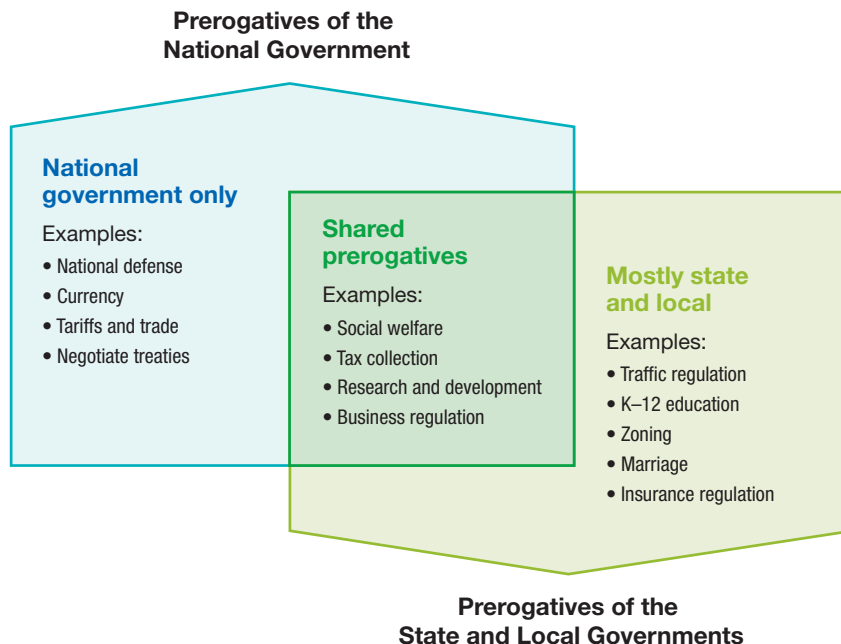 Prerogatives of the
National Government
National
government only
Examples:
• National defense
• Currency
• Tariffs and trade
• Negotiate treaties
Shared
prerogatives
Examples:
• Social welfare
• Tax collection
• Research and development
• Business regulation
Mostly state
and local
Examples:
• Traffic regulation
• K–12 education
• Zoning
• Marriage
• Insurance regulation
Prerogatives of the
State and Local Governments